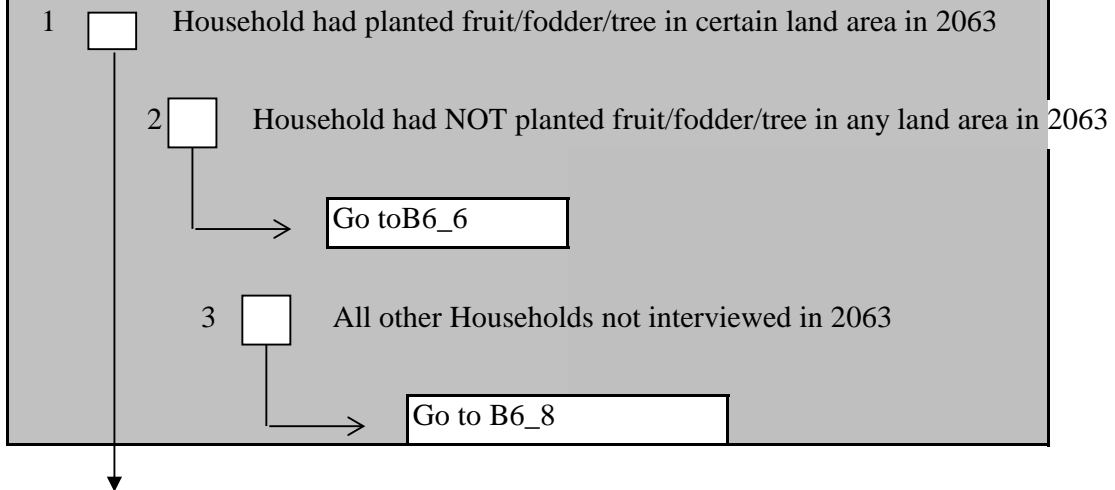 1 Household had planted fruit/fodder/tree in certain land area in 2063
2 Household had NOT planted fruit/fodder/tree in any land area in 2063
Go toB6_6
3 All other Households not interviewed in 2063
Go to B6_8